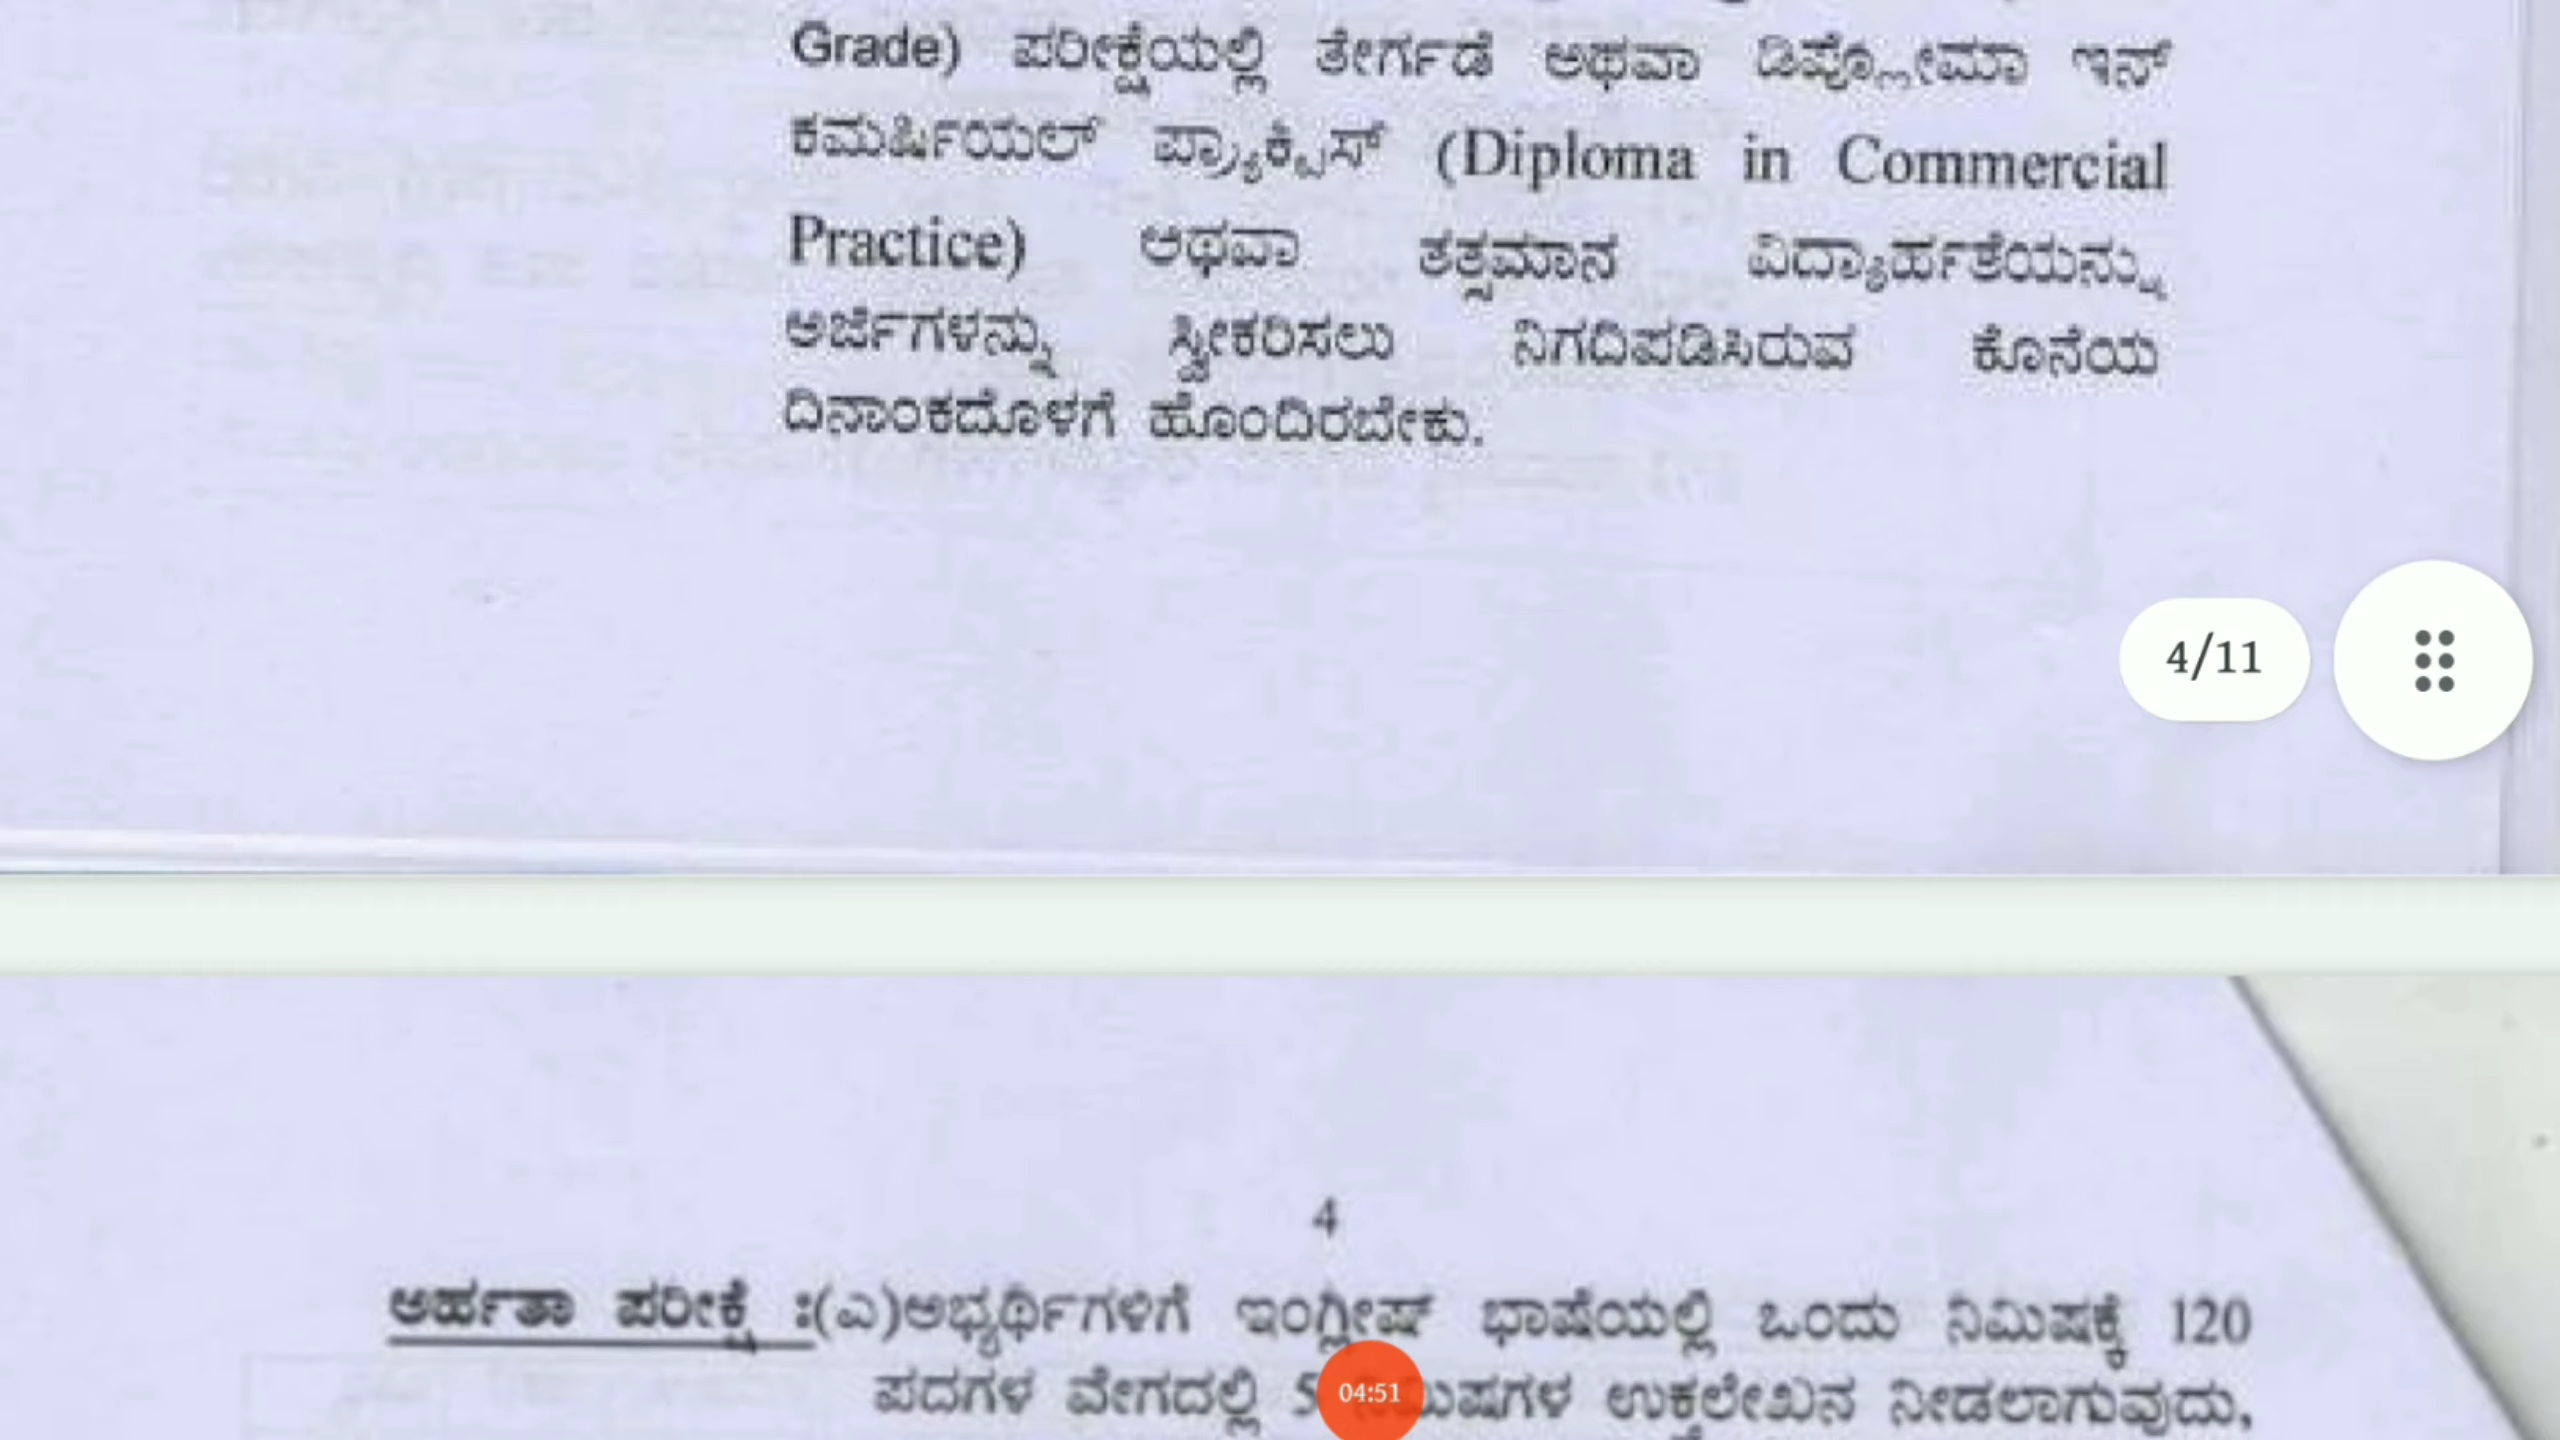 Grade) ಪರೀಕ್ಷೆಯಲ್ಲಿ ತೇರ್ಗಡೆ ಅಥವಾ ಡಿಪ್ಲೋಮಾ ಇನ್
ಕಮರ್ಷಿಯಲ್ ಪ್ರ್ಯಾಕ್ಟಿಸ್ (Diploma in Commercial
Practice) ಅಥವಾ ತತ್ಸಮಾನ ವಿದ್ಯಾರ್ಹತೆಯನ್ನು
ಅರ್ಜಿಗಳನ್ನು ಸ್ವೀಕರಿಸಲು ನಿಗದಿಪಡಿಸಿರುವ ಕೊನೆಯ
ದಿನಾಂಕದೊಳಗೆ ಹೊಂದಿರಬೇಕು.
4/11
4
ಅರ್ಹತಾ ಪರೀಕ್ಷೆ :(ಎ)ಅಭ್ಯರ್ಥಿಗಳಿಗೆ ಇಂಗ್ಲೀಷ್ ಭಾಷೆಯಲ್ಲಿ ಒಂದು ನಿಮಿಷಕ್ಕೆ 120
ಪದಗಳ ವೇಗದಲ್ಲಿ 5 ಉಕ್ತಲೇಖನ ನೀಡಲಾಗುವುದು,
04:51